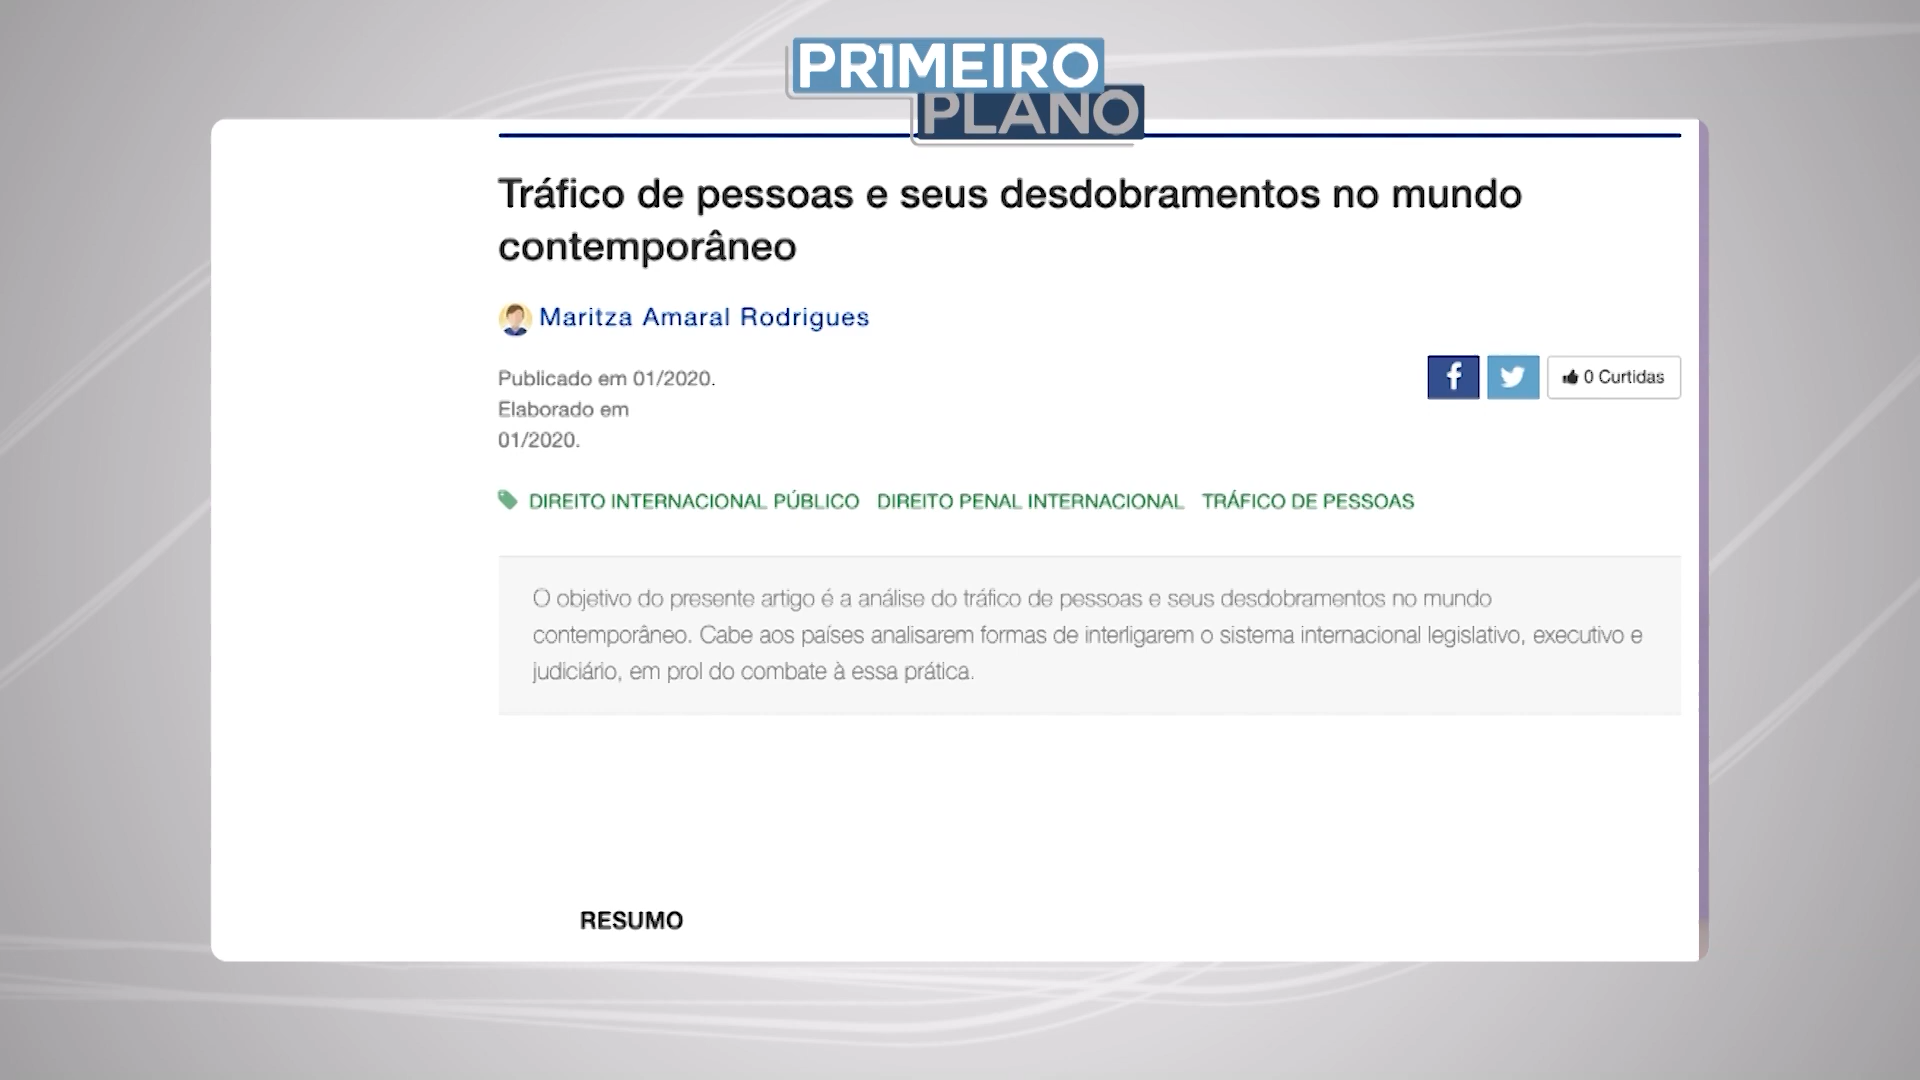 PR1MEIRO
PLANO
Tráfico de pessoas e seus desdobramentos no mundo
contemporâneo
Maritza Amaral Rodrigues
Publicado em 01/2020.
Elaborado em
01/2020.
f
0 Curtidas
DIREITO INTERNACIONAL PÚBLICO DIREITO PENAL INTERNACIONAL TRÁFICO DE PESSOAS
O objetivo do presente artigo é a análise do tráfico de pessoas e seus desdobramentos no mundo
contemporâneo. Cabe aos países analisarem formas de interligarem o sistema internacional legislativo, executivo e
judiciário, em prol do combate à essa prática.
RESUMO